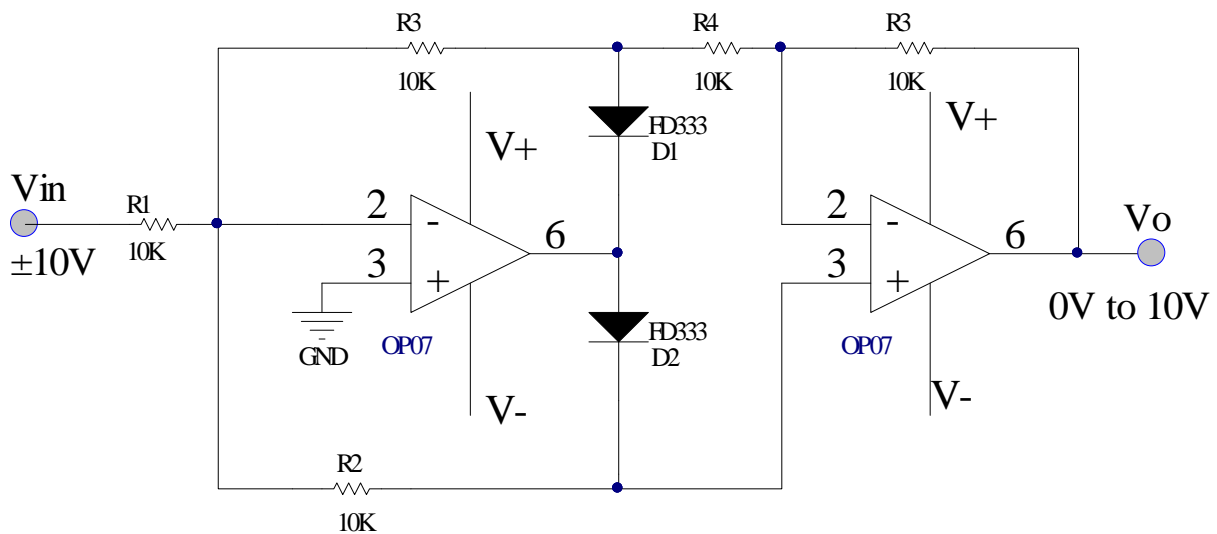 R3
R4
R3
10K
10K
10K
FD333
D1
V+
V+
Vin
R1
10K
±10V
2
-
3
+
6
2
-
3
+
6
Vo
0V to 10V
GND
OP07
FD333
D2
OP07
V-
V-
R2
10K